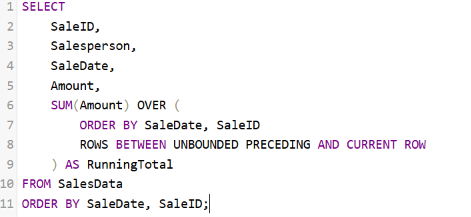 1 SELECT
2     SaleID,
3     Salesperson,
4     SaleDate,
5     Amount,
6     SUM(Amount) OVER (
7         ORDER BY SaleDate, SaleID
8         ROWS BETWEEN UNBOUNDED PRECEDING AND CURRENT ROW
9     ) AS RunningTotal
10 FROM SalesData
11 ORDER BY SaleDate, SaleID;